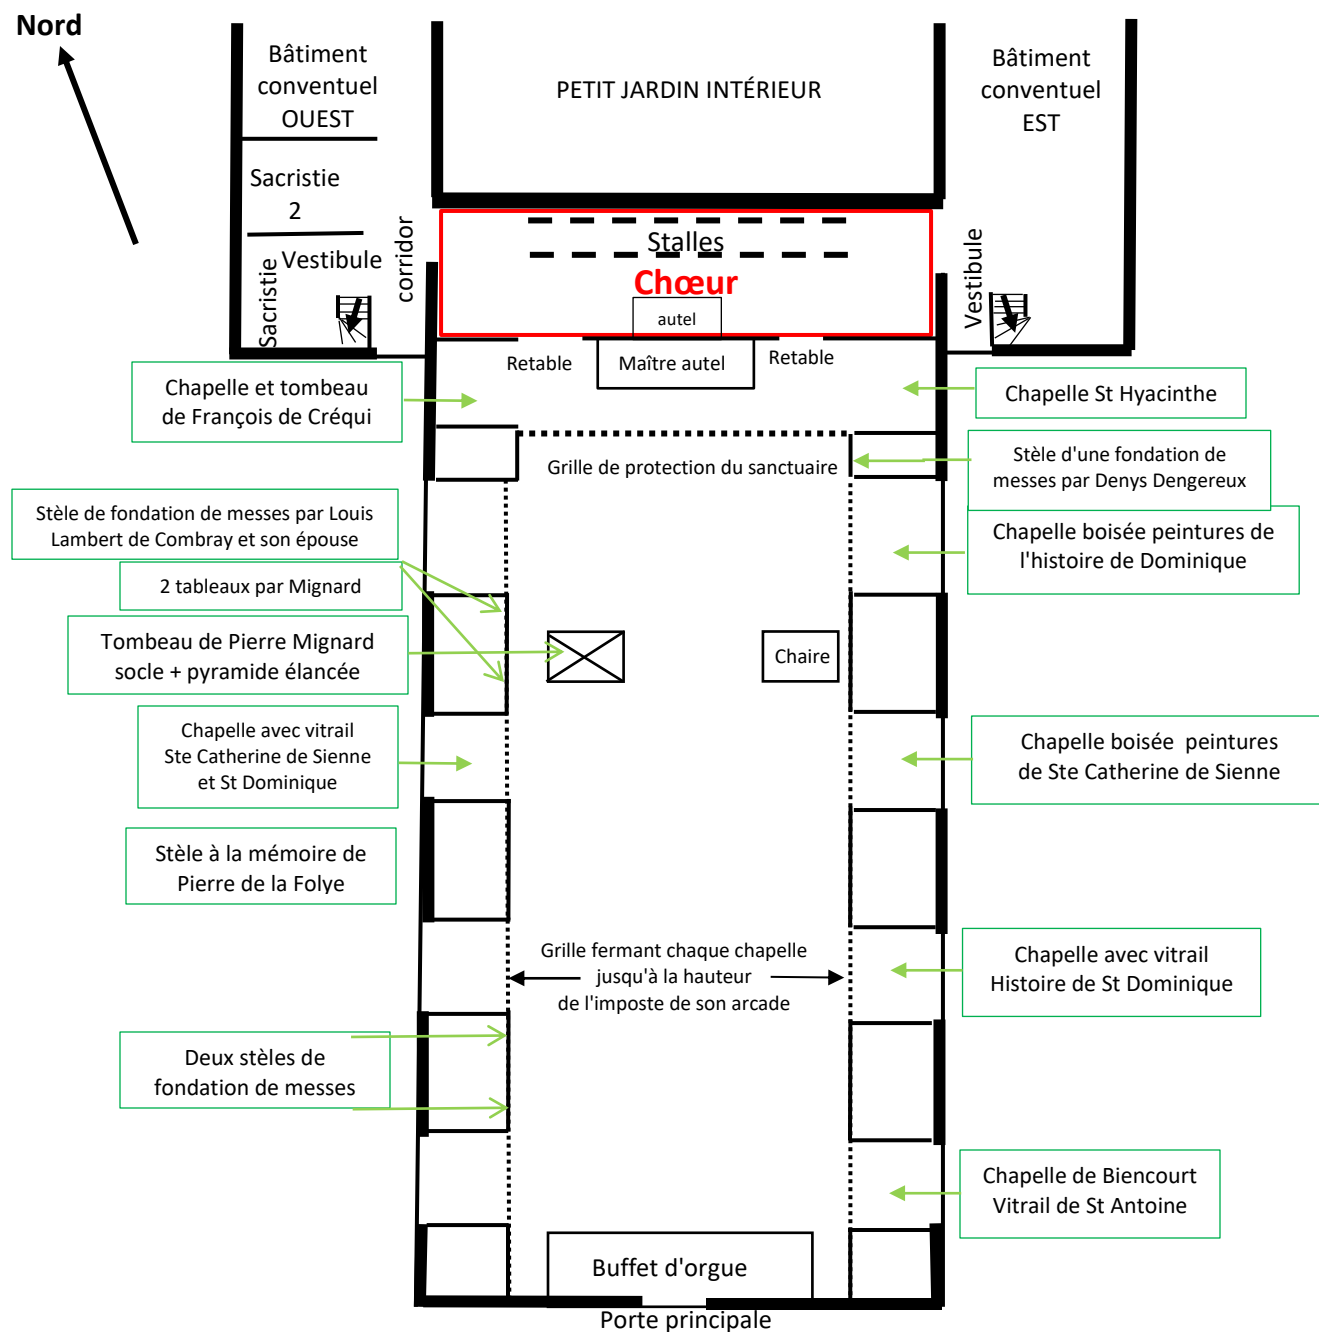 Nord
Bâtiment
conventuel
OUEST
PETIT JARDIN INTÉRIEUR
Bâtiment
conventuel
EST
Sacristie
2
Vestibule
Sacristie
corridor
Stalles
Chœur
autel
Vestibule
Retable
Maître autel
Retable
Chapelle et tombeau
de François de Créqui
Chapelle St Hyacinthe
Grille de protection du sanctuaire
Stèle d'une fondation de
messes par Denys Dengereux
Stèle de fondation de messes par Louis
Lambert de Combray et son épouse
Chapelle boisée peintures de
l'histoire de Dominique
2 tableaux par Mignard
Tombeau de Pierre Mignard
socle + pyramide élancée
Chaire
Chapelle avec vitrail
Ste Catherine de Sienne
et St Dominique
Chapelle boisée  peintures
de Ste Catherine de Sienne
Stèle à la mémoire de
Pierre de la Folye
Grille fermant chaque chapelle
jusqu'à la hauteur
de l'imposte de son arcade
Chapelle avec vitrail
Histoire de St Dominique
Deux stèles de
fondation de messes
Chapelle de Biencourt
Vitrail de St Antoine
Buffet d'orgue
Porte principale